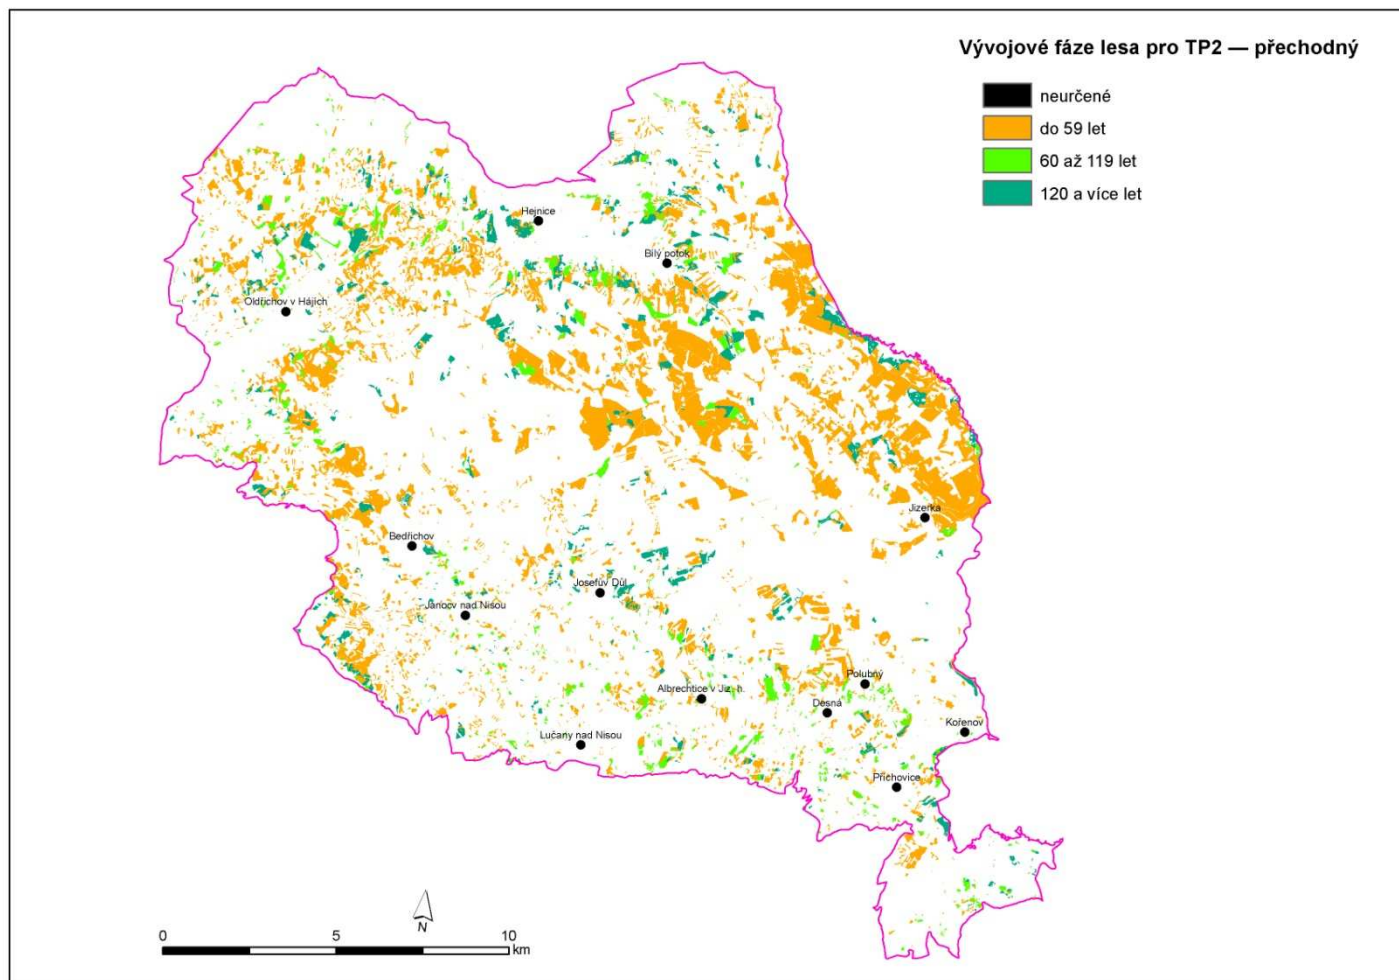 Vývojové fáze lesa pro TP2 — přechodný
neurčené
do 59 let
60 až 119 let
120 a více let
Hejnice
Bílý potok
Oldřichov v Hájích
Jizerka
Bedřichov
Josefův Důl
Janocv nad Nisou
Polubný
Albrechtice v Jiz. h.
Desná
Kořenov
Lučany nad Nisou
Příchovice
N
0 5 10
km